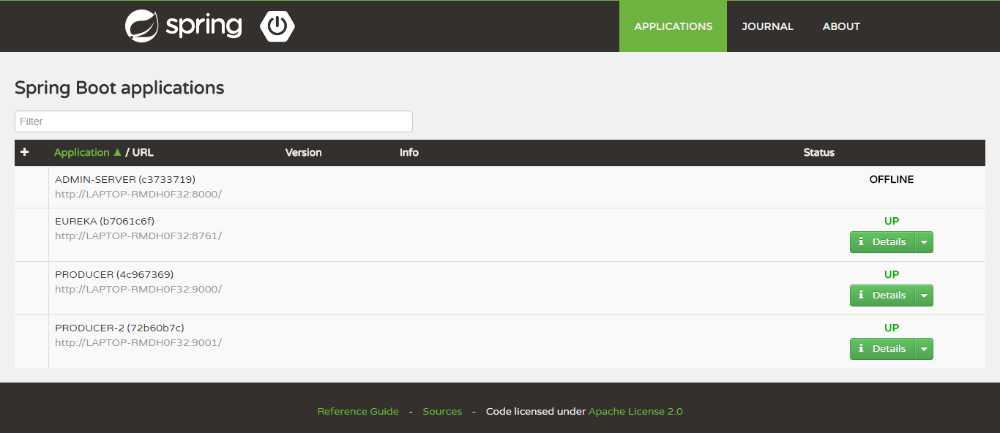 spring
APPLICATIONS JOURNAL ABOUT
Spring Boot applications
Filter
+ Application ▲ / URL Version Info Status
ADMIN-SERVER (c3733719) OFFLINE
http://LAPTOP-RMDH0F32:8000/
EUREKA (b7061c6f) UP
http://LAPTOP-RMDH0F32:8761/
i Details
PRODUCER (4c967369) UP
http://LAPTOP-RMDH0F32:9000/
i Details
PRODUCER-2 (72b60b7c) UP
http://LAPTOP-RMDH0F32:9001/
i Details
Reference Guide - Sources - Code licensed under Apache License 2.0